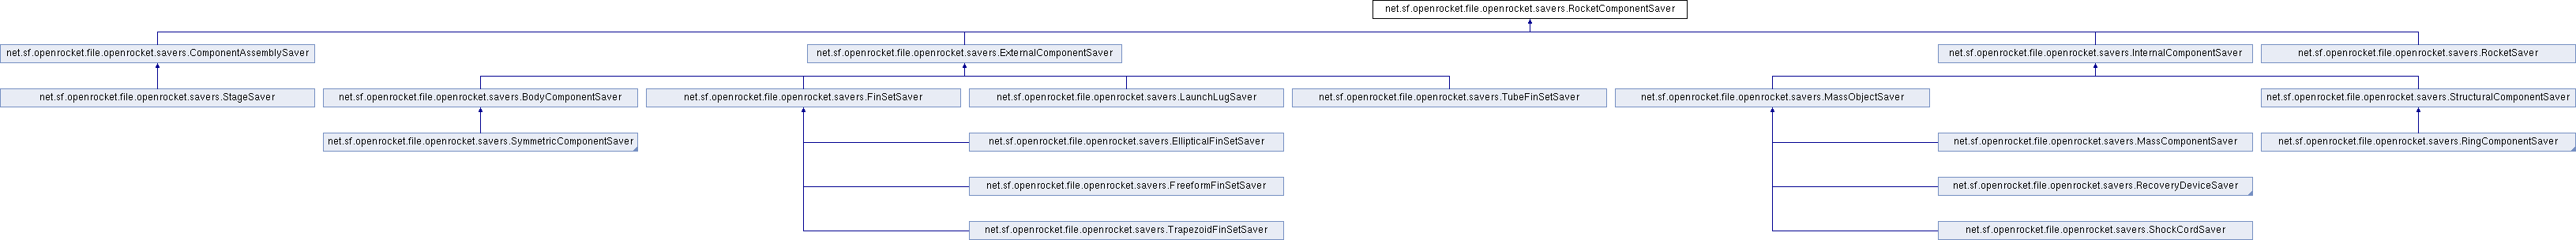 net.sf.openrocket.file.openrocket.savers.RocketComponentSaver
net.sf.openrocket.file.openrocket.savers.ComponentAssemblySaver
net.sf.openrocket.file.openrocket.savers.ExternalComponentSaver
net.sf.openrocket.file.openrocket.savers.InternalComponentSaver
net.sf.openrocket.file.openrocket.savers.RocketSaver
net.sf.openrocket.file.openrocket.savers.StageSaver
net.sf.openrocket.file.openrocket.savers.BodyComponentSaver
net.sf.openrocket.file.openrocket.savers.FinSetSaver
net.sf.openrocket.file.openrocket.savers.LaunchLugSaver
net.sf.openrocket.file.openrocket.savers.TubeFinSetSaver
net.sf.openrocket.file.openrocket.savers.MassObjectSaver
net.sf.openrocket.file.openrocket.savers.StructuralComponentSaver
net.sf.openrocket.file.openrocket.savers.SymmetricComponentSaver
net.sf.openrocket.file.openrocket.savers.EllipticalFinSetSaver
net.sf.openrocket.file.openrocket.savers.MassComponentSaver
net.sf.openrocket.file.openrocket.savers.RingComponentSaver
net.sf.openrocket.file.openrocket.savers.FreeformFinSetSaver
net.sf.openrocket.file.openrocket.savers.RecoveryDeviceSaver
net.sf.openrocket.file.openrocket.savers.TrapezoidFinSetSaver
net.sf.openrocket.file.openrocket.savers.ShockCordSaver